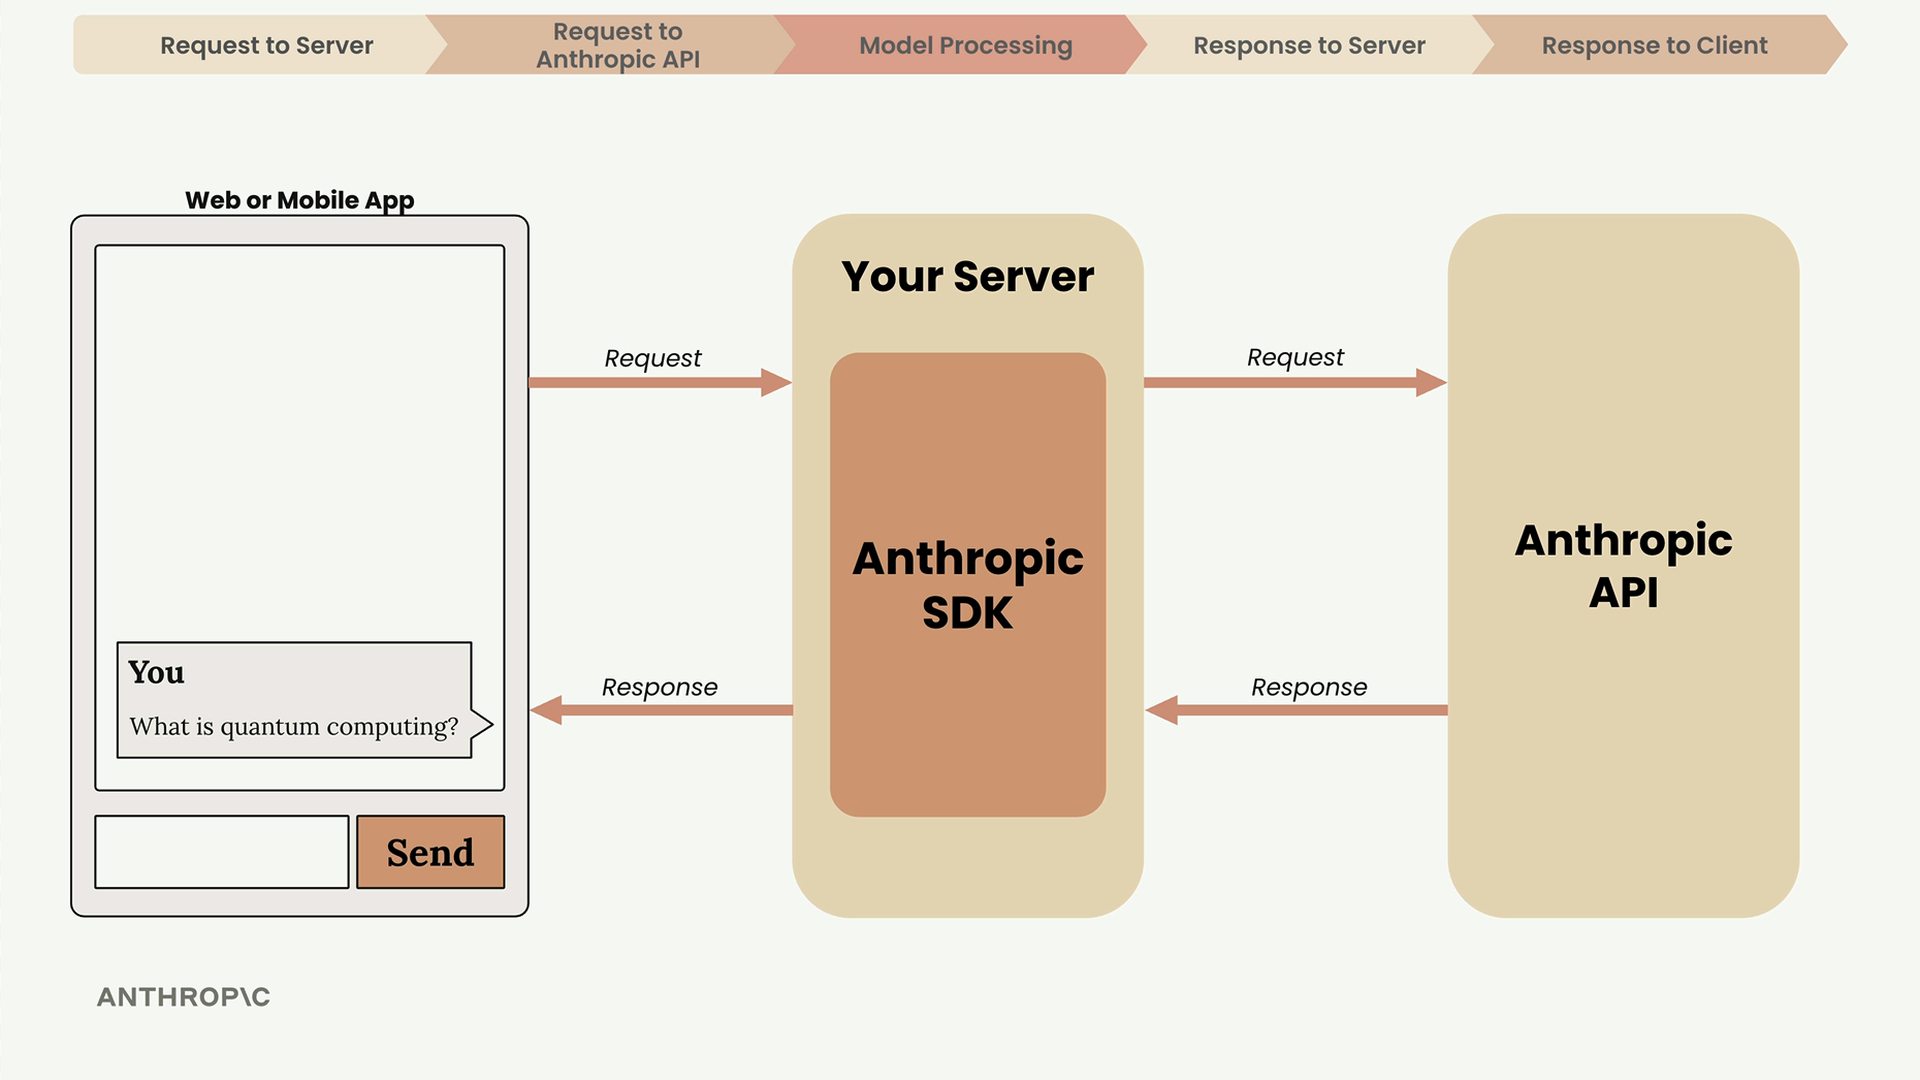 Request to Server
Request to
Anthropic API
Model Processing
Response to Server
Response to Client
Web or Mobile App
You
What is quantum computing?
Send
Request
Response
Your Server
Anthropic
SDK
Request
Response
Anthropic
API
ANTHROP\C